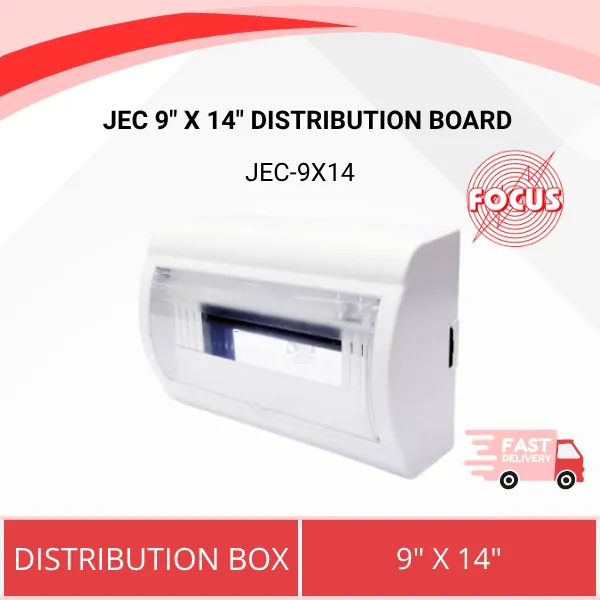 JEC 9" X 14" DISTRIBUTION BOARD
JEC-9X14
FOCUS
FAST
DELIVERY
DISTRIBUTION BOX
9" X 14"